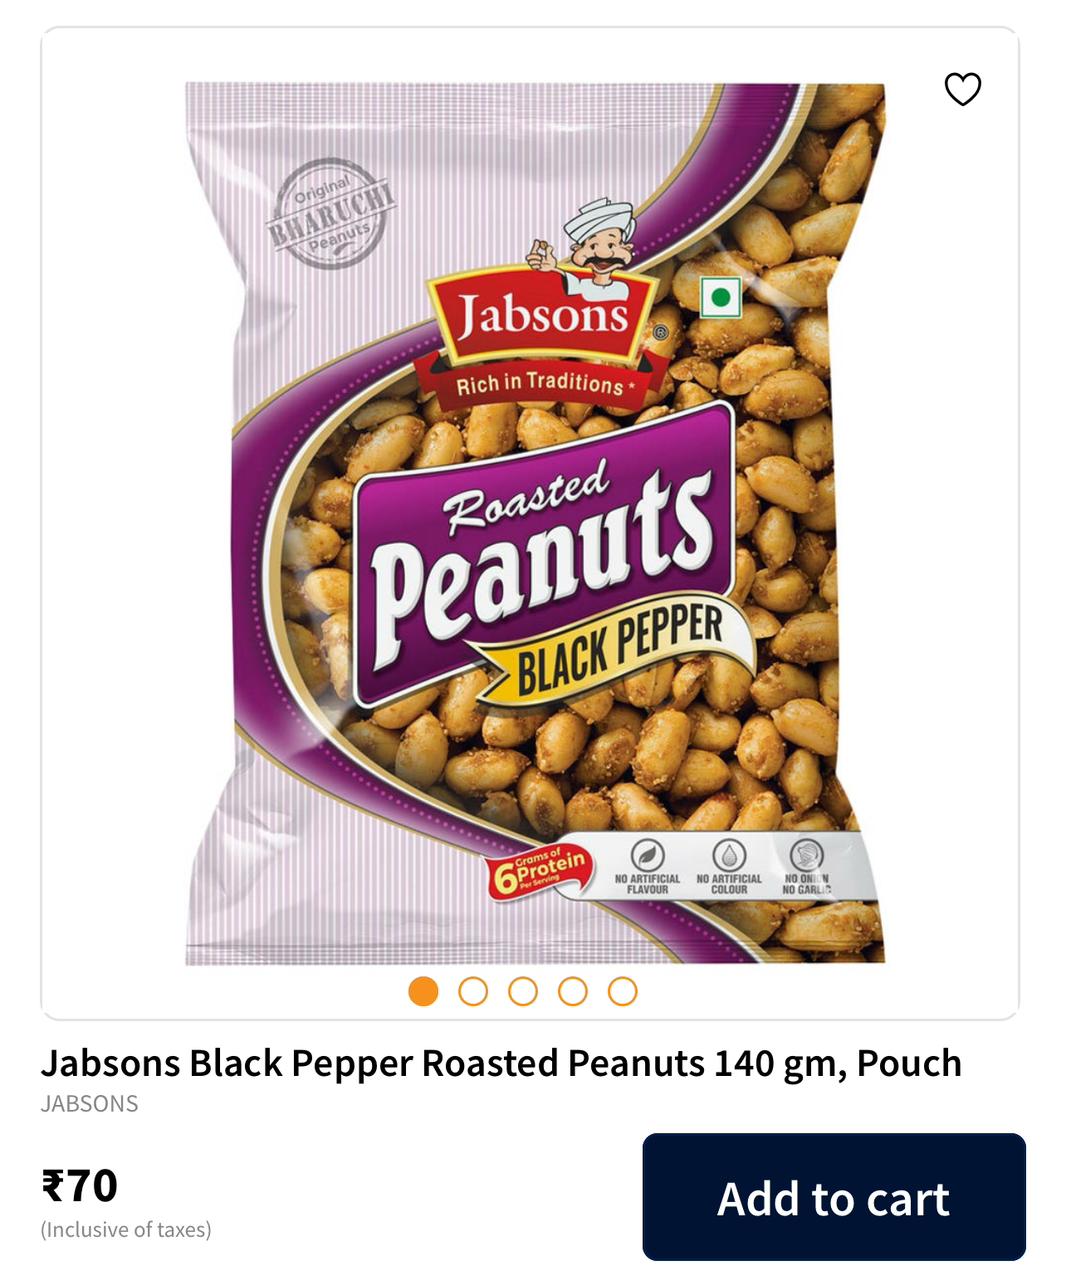 Original
BHARUCHI
Peanuts
Jabsons
®
Rich in Traditions*
Roasted
Peanuts
BLACK PEPPER
6 Grams of
Protein
Per Serving
NO ARTIFICIAL
FLAVOUR
NO ARTIFICIAL
COLOUR
NO ONION
NO GARLIC
Jabsons Black Pepper Roasted Peanuts 140 gm, Pouch
JABSONS
₹70
(Inclusive of taxes)
Add to cart